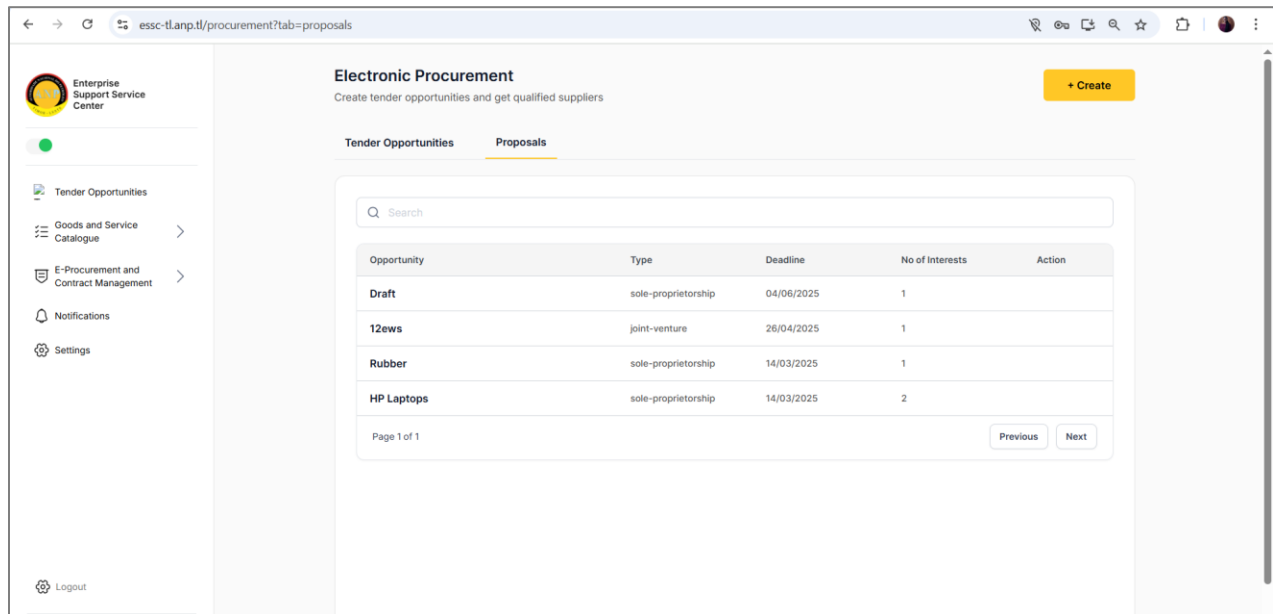 essc-tl.anp.tl/procurement?tab=proposals
Enterprise
Support Service
Center
Tender Opportunities
Goods and Service
Catalogue
E-Procurement and
Contract Management
Notifications
Settings
Logout
Electronic Procurement
Create tender opportunities and get qualified suppliers
+ Create
Tender Opportunities Proposals
Search
Opportunity Type Deadline No of Interests Action
Draft sole-proprietorship 04/06/2025 1
12ews joint-venture 26/04/2025 1
Rubber sole-proprietorship 14/03/2025 1
HP Laptops sole-proprietorship 14/03/2025 2
Page 1 of 1 Previous Next